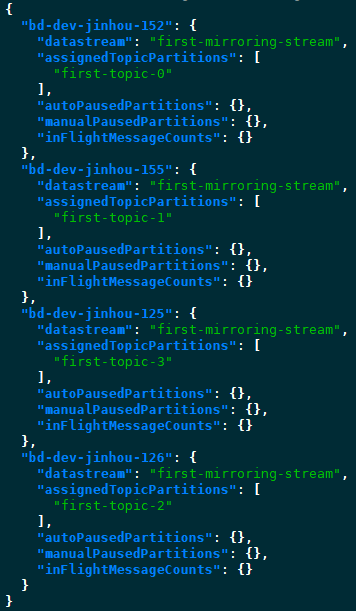 {
  "bd-dev-jinhou-152": {
    "datastream": "first-mirroring-stream",
    "assignedTopicPartitions": [
      "first-topic-0"
    ],
    "autoPausedPartitions": {},
    "manualPausedPartitions": {},
    "inFlightMessageCounts": {}
  },
  "bd-dev-jinhou-155": {
    "datastream": "first-mirroring-stream",
    "assignedTopicPartitions": [
      "first-topic-1"
    ],
    "autoPausedPartitions": {},
    "manualPausedPartitions": {},
    "inFlightMessageCounts": {}
  },
  "bd-dev-jinhou-125": {
    "datastream": "first-mirroring-stream",
    "assignedTopicPartitions": [
      "first-topic-3"
    ],
    "autoPausedPartitions": {},
    "manualPausedPartitions": {},
    "inFlightMessageCounts": {}
  },
  "bd-dev-jinhou-126": {
    "datastream": "first-mirroring-stream",
    "assignedTopicPartitions": [
      "first-topic-2"
    ],
    "autoPausedPartitions": {},
    "manualPausedPartitions": {},
    "inFlightMessageCounts": {}
  }
}